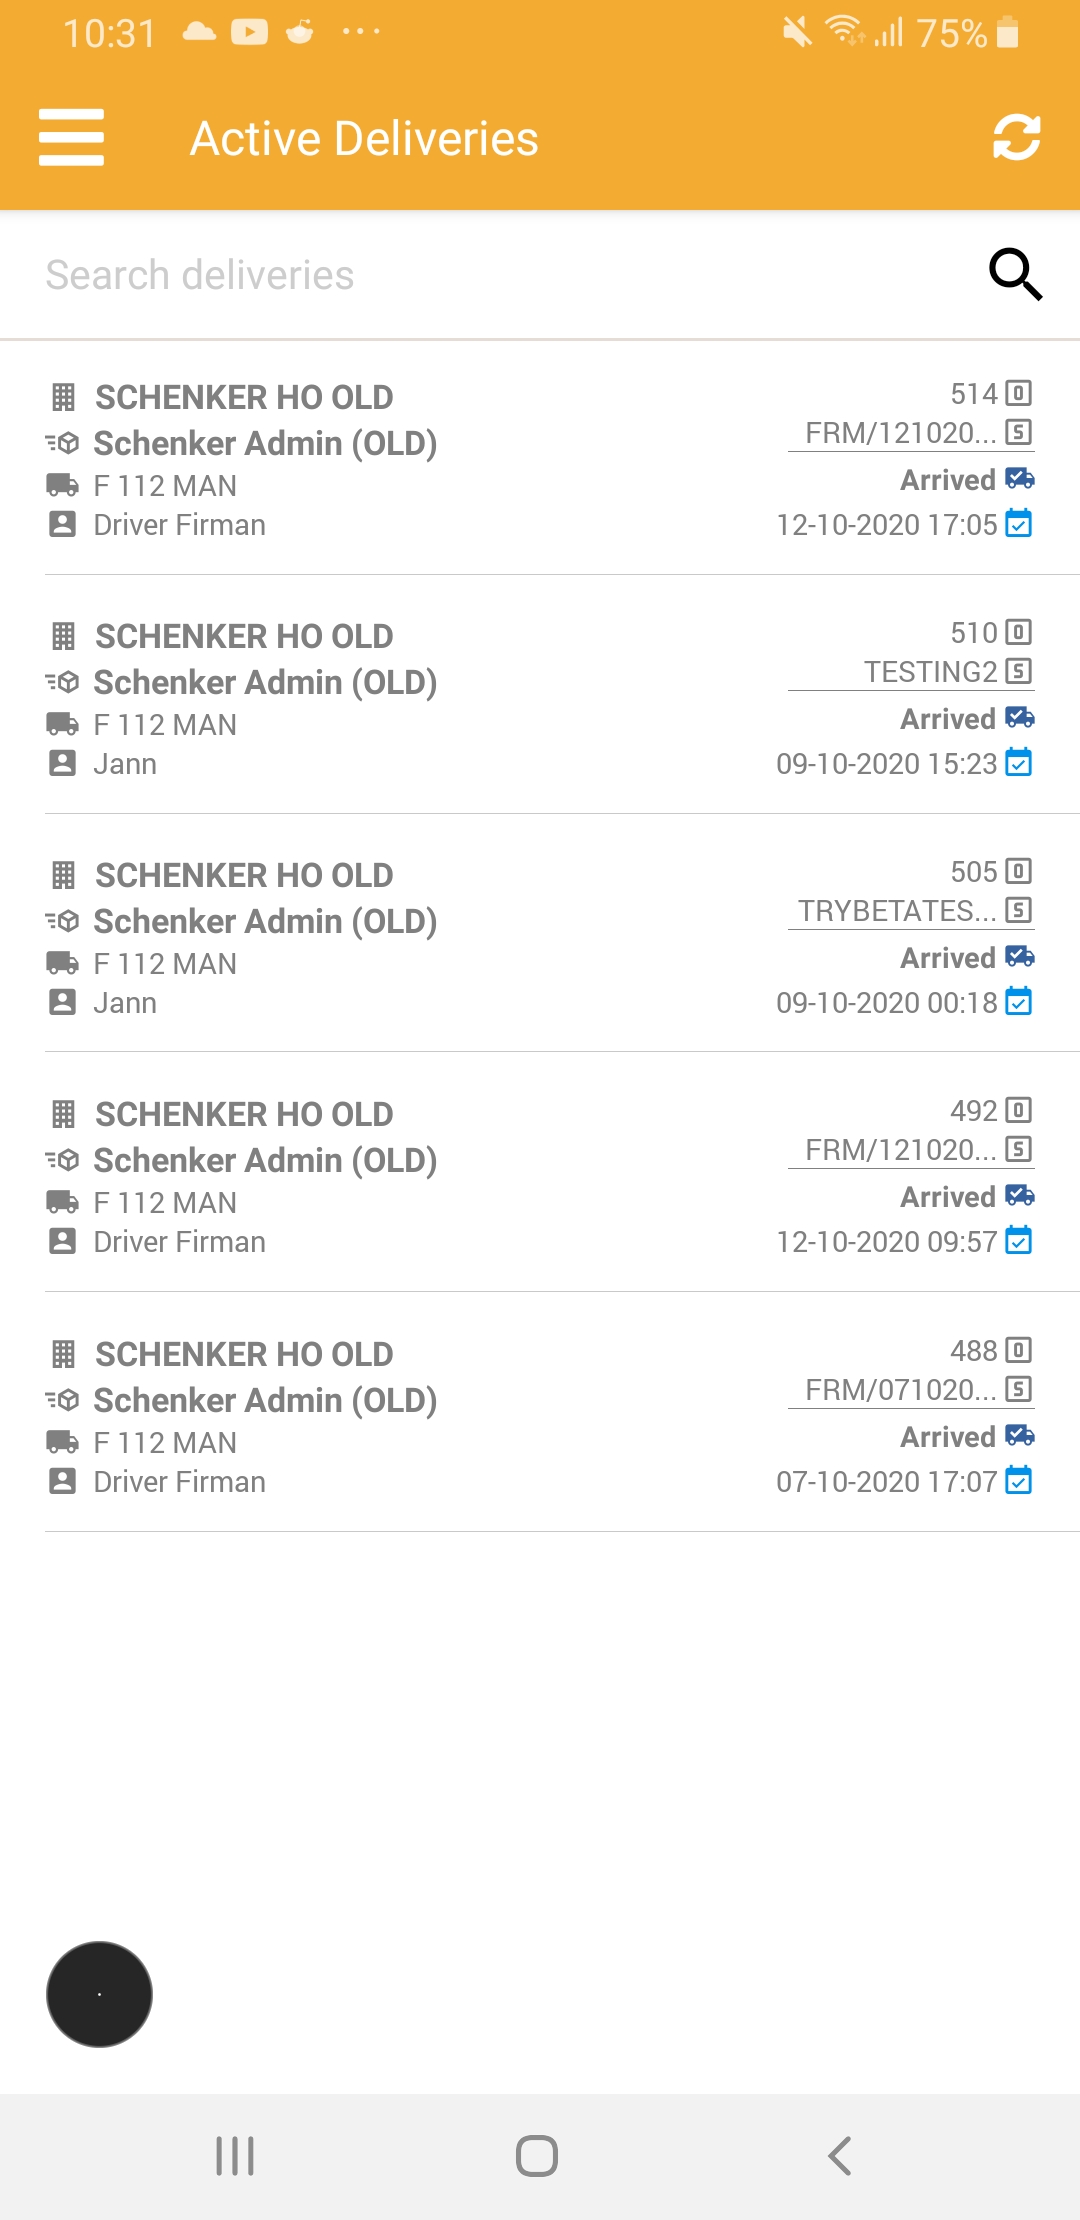 10:31
75%
Active Deliveries
Search deliveries
SCHENKER HO OLD
514
Schenker Admin (OLD)
FRM/121020...
F 112 MAN
Arrived
Driver Firman
12-10-2020 17:05
SCHENKER HO OLD
510
Schenker Admin (OLD)
TESTING2
F 112 MAN
Arrived
Jann
09-10-2020 15:23
SCHENKER HO OLD
505
Schenker Admin (OLD)
TRYBETATES...
F 112 MAN
Arrived
Jann
09-10-2020 00:18
SCHENKER HO OLD
492
Schenker Admin (OLD)
FRM/121020...
F 112 MAN
Arrived
Driver Firman
12-10-2020 09:57
SCHENKER HO OLD
488
Schenker Admin (OLD)
FRM/071020...
F 112 MAN
Arrived
Driver Firman
07-10-2020 17:07